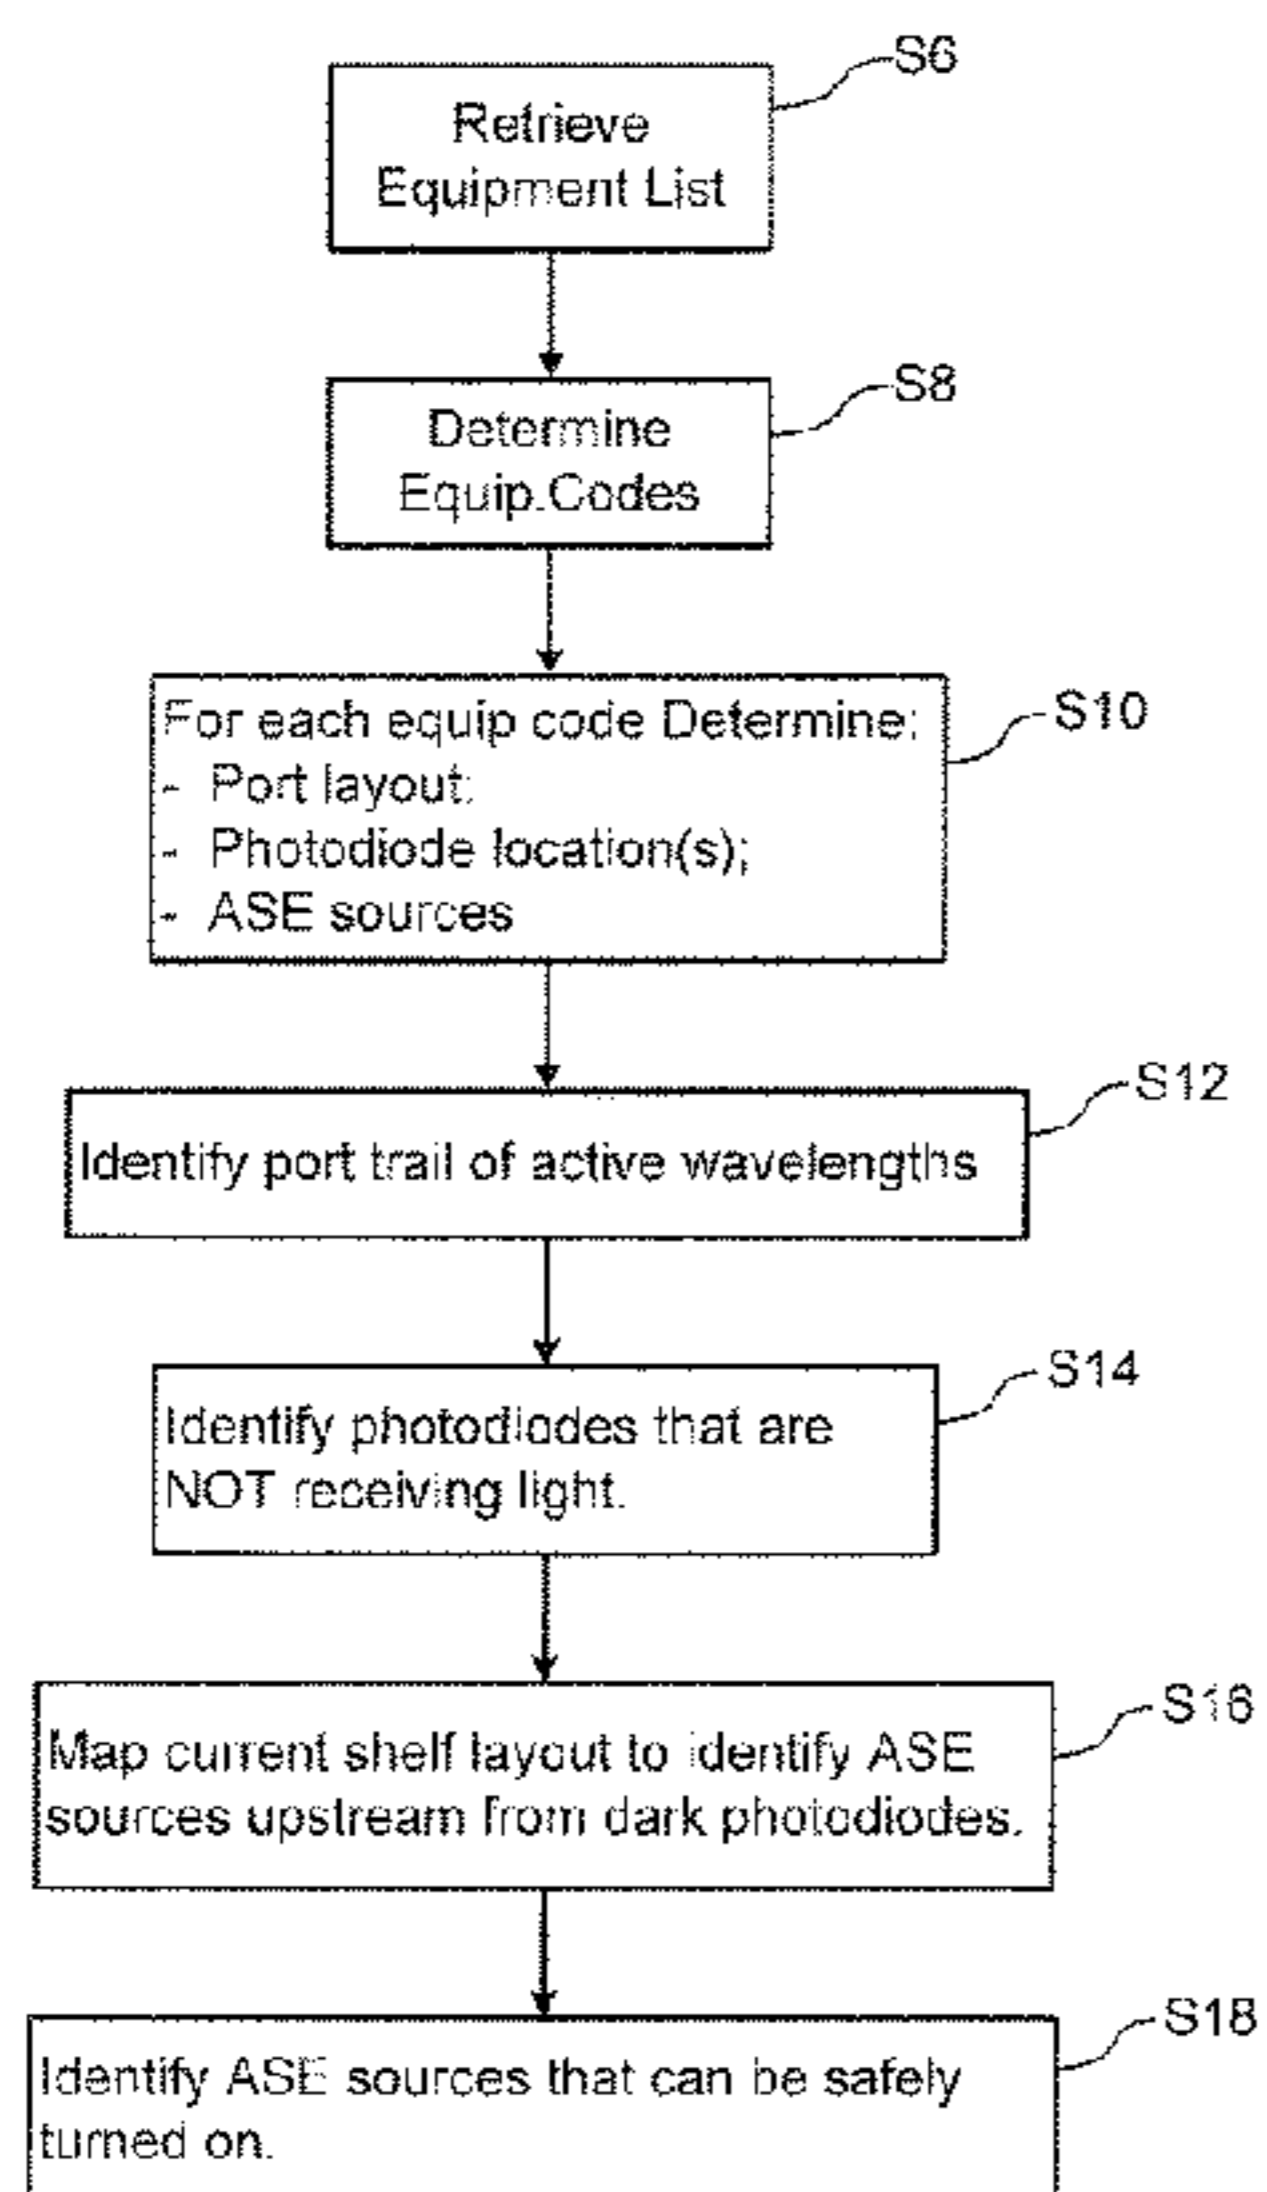 S6
Retrieve
Equipment List
S8
Determine
Equip.Codes
S10
For each equip code Determine:
- Port layout;
- Photodiode location(s);
- ASE sources
S12
Identify port trail of active wavelengths
S14
Identify photodiodes that are
NOT receiving light.
S16
Map current shelf layout to identify ASE
sources upstream from dark photodiodes.
S18
Identify ASE sources that can be safely
turned on.